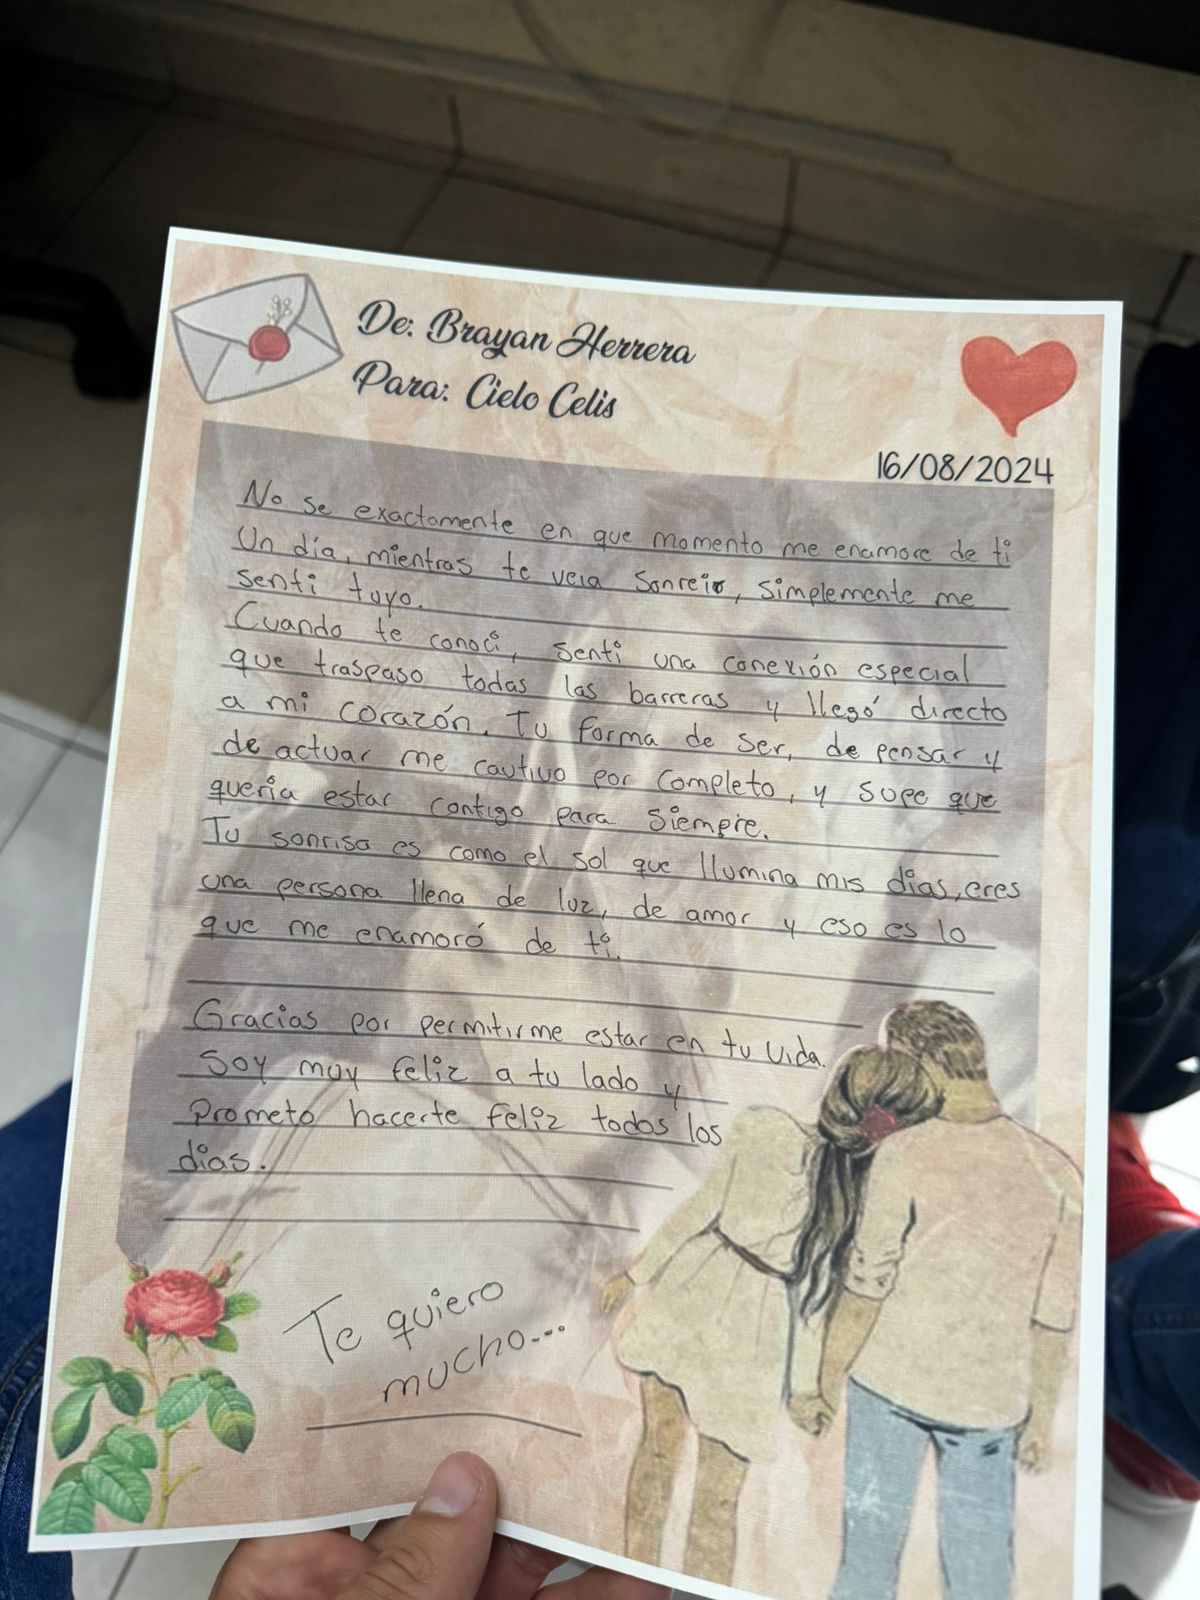 De: Brayan Herrera
Para: Cielo Celis
16/08/2024
No se exactamente en que momento me enamore de ti
Un día, mientras te veia sonreir, simplemente me
senti tuyo.
Cuando te conoci, senti una conexión especial
que traspaso todas las barreras y llegó directo
a mi corazón. Tu forma de ser, de pensar y
de actuar me cautivo por completo, y supe que
queria estar contigo para siempre.
Tu sonrisa es como el sol que Ilumina mis dias, eres
una persona llena de luz, de amor y eso es lo
que me enamoró de ti.
Gracias por permitirme estar en tu vida.
Soy muy feliz a tu lado y
Prometo hacerte feliz todos los
dias.
Te quiero
mucho...